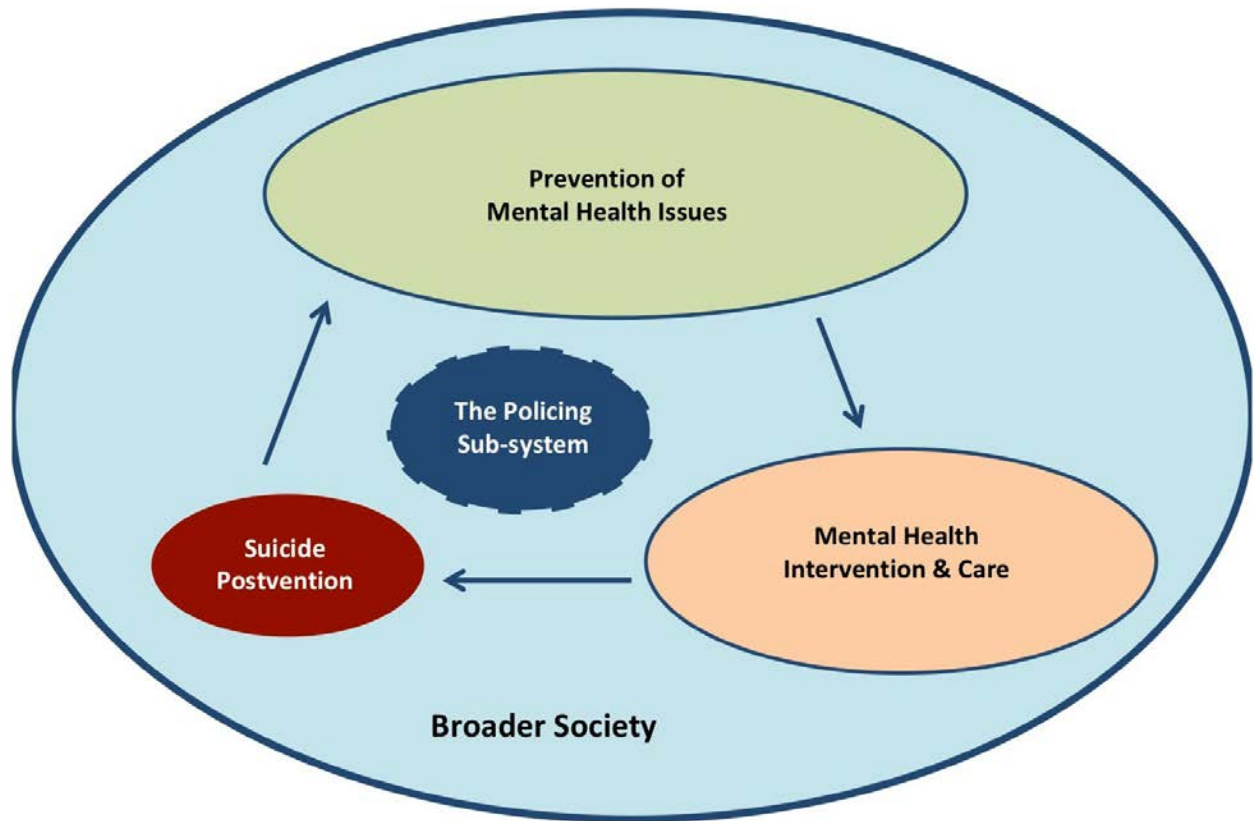 Prevention of
Mental Health Issues
The Policing
Sub-system
Suicide
Postvention
Mental Health
Intervention & Care
Broader Society